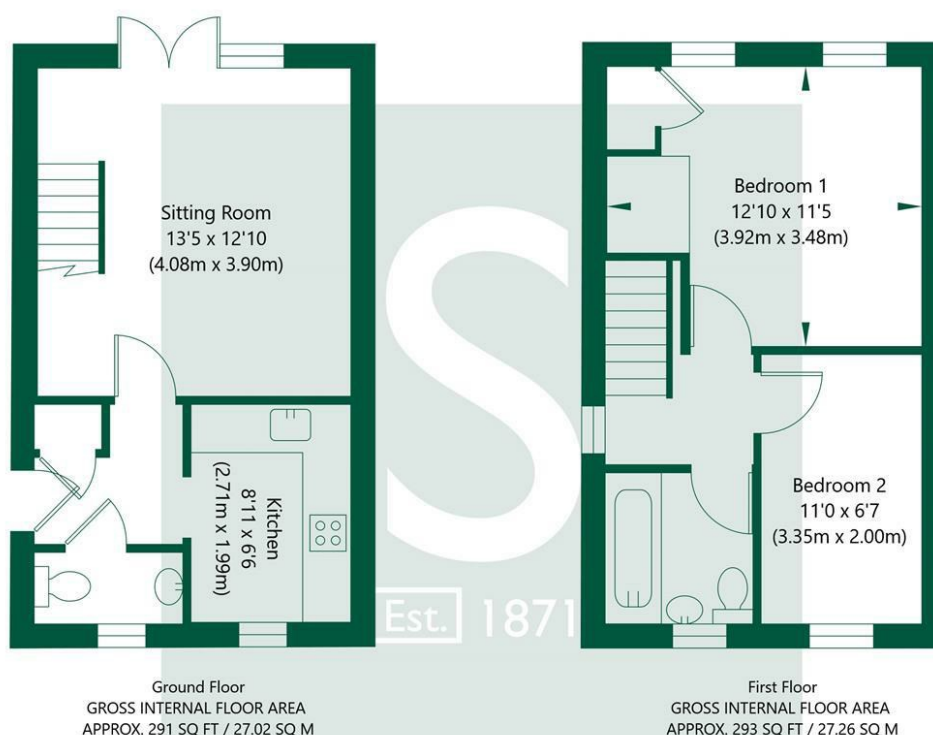 Sitting Room
13'5 x 12'10
(4.08m x 3.90m)
Kitchen
8'11 x 6'6
(2.71m x 1.99m)
Ground Floor
GROSS INTERNAL FLOOR AREA
APPROX. 291 SQ FT / 27.02 SQ M
Bedroom 1
12'10 x 11'5
(3.92m x 3.48m)
Bedroom 2
11'0 x 6'7
(3.35m x 2.00m)
First Floor
GROSS INTERNAL FLOOR AREA
APPROX. 293 SQ FT / 27.26 SQ M
S
Est. 1871